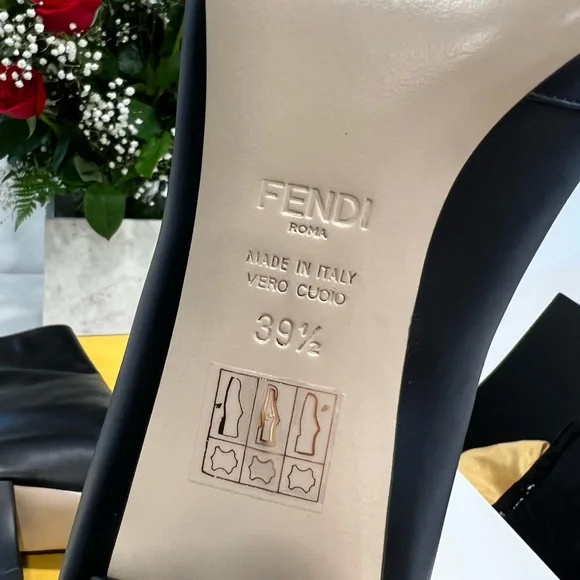 FENDI
ROMA
MADE IN ITALY
VERO CUOIO
39½